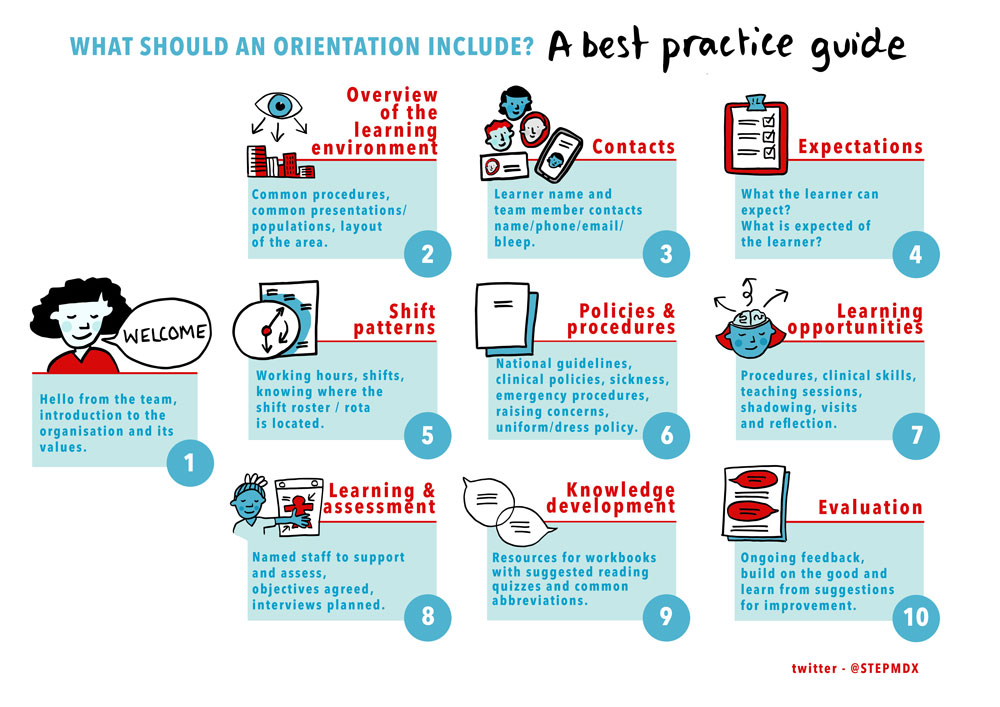 WHAT SHOULD AN ORIENTATION INCLUDE? A best practice guide
WELCOME
Hello from the team,
introduction to the
organisation and its
values.
1
Overview
of the
learning
environment
Common procedures,
common presentations/
populations, layout
of the area.
2
Contacts
Learner name and
team member contacts
name/phone/email/
bleep.
3
Expectations
What the learner can
expect?
What is expected of
the learner?
4
Shift
patterns
Working hours, shifts,
knowing where the
shift roster / rota
is located.
5
Policies &
procedures
National guidelines,
clinical policies, sickness,
emergency procedures,
raising concerns,
uniform/dress policy.
6
Learning
opportunities
Procedures, clinical skills,
teaching sessions,
shadowing, visits
and reflection.
7
Learning &
assessment
Named staff to support
and assess,
objectives agreed,
interviews planned.
8
Knowledge
development
Resources for workbooks
with suggested reading
quizzes and common
abbreviations.
9
Evaluation
Ongoing feedback,
build on the good and
learn from suggestions
for improvement.
10
twitter - @STEPMDX